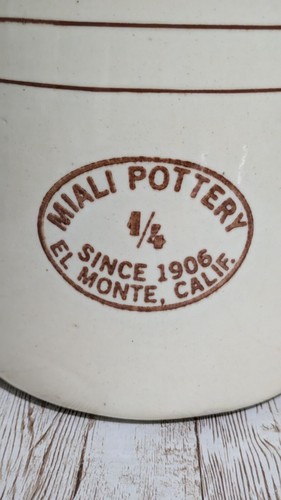 MIALI POTTERY
1/4
SINCE 1906
EL MONTE, CALIF.